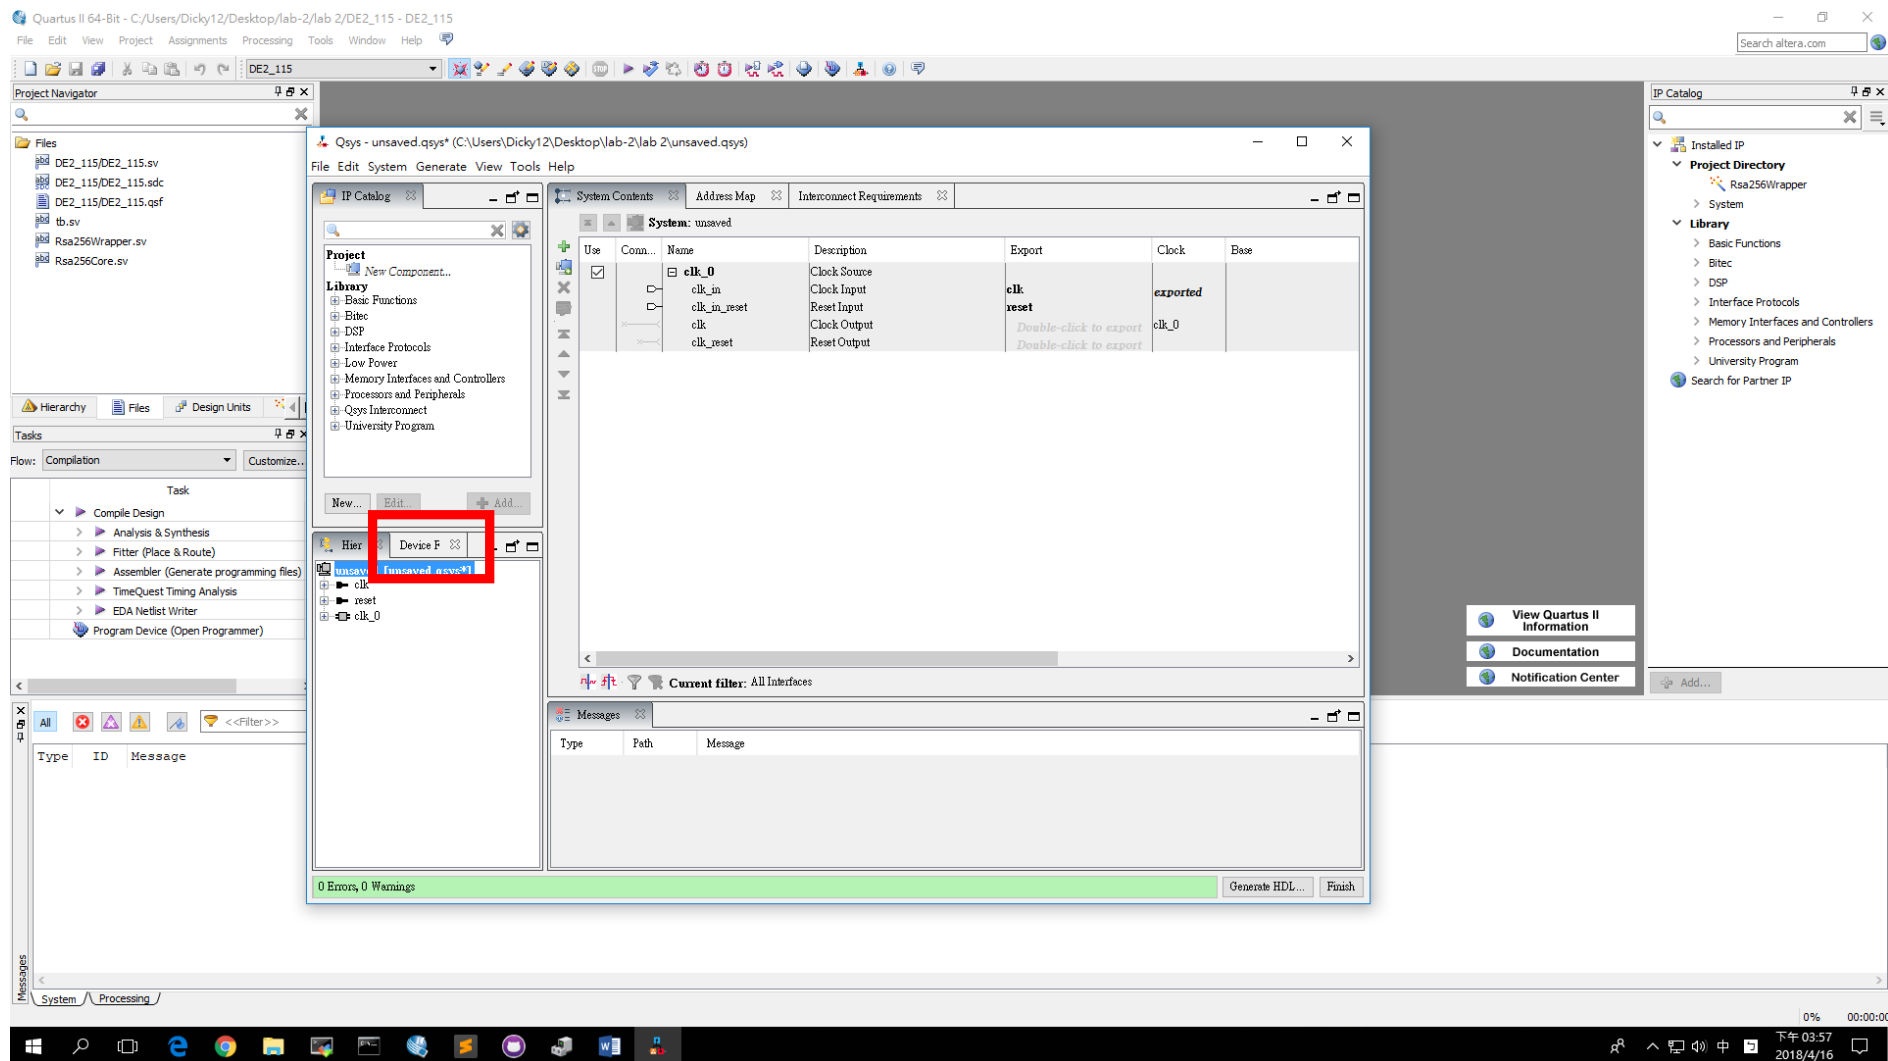 Quartus II 64-Bit - C:/Users/Dicky12/Desktop/lab-2/lab 2/DE2_115 - DE2_115
File Edit View Project Assignments Processing Tools Window Help
Search altera.com
DE2_115
Project Navigator
Files
DE2_115/DE2_115.sv
DE2_115/DE2_115.sdc
DE2_115/DE2_115.qsf
tb.sv
Rsa256Wrapper.sv
Rsa256Core.sv
Hierarchy Files Design Units
Tasks
Flow: Compilation Customize...
Task
Compile Design
Analysis & Synthesis
Fitter (Place & Route)
Assembler (Generate programming files)
TimeQuest Timing Analysis
EDA Netlist Writer
Program Device (Open Programmer)
Qsys - unsaved.qsys* (C:\Users\Dicky12\Desktop\lab-2\lab 2\unsaved.qsys)
File Edit System Generate View Tools Help
IP Catalog
Project
New Component...
Library
Basic Functions
Bitec
DSP
Interface Protocols
Low Power
Memory Interfaces and Controllers
Processors and Peripherals
Qsys Interconnect
University Program
New... Edit... Add...
Hier Device F
unsaved [unsaved.qsys*]
clk
reset
clk_0
System Contents Address Map Interconnect Requirements
System: unsaved
Use Conn... Name Description Export Clock Base
clk_0 Clock Source
clk_in Clock Input clk exported
clk_in_reset Reset Input reset
clk Clock Output Double-click to export clk_0
clk_reset Reset Output Double-click to export
Current filter: All Interfaces
Messages
Type Path Message
0 Errors, 0 Warnings
Generate HDL... Finish
IP Catalog
Installed IP
Project Directory
Rsa256Wrapper
System
Library
Basic Functions
Bitec
DSP
Interface Protocols
Memory Interfaces and Controllers
Processors and Peripherals
University Program
Search for Partner IP
Add...
View Quartus II
Information
Documentation
Notification Center
All <<Filter>>
Type ID Message
Messages
System Processing
0% 00:00:00
中
下午 03:57
2018/4/16